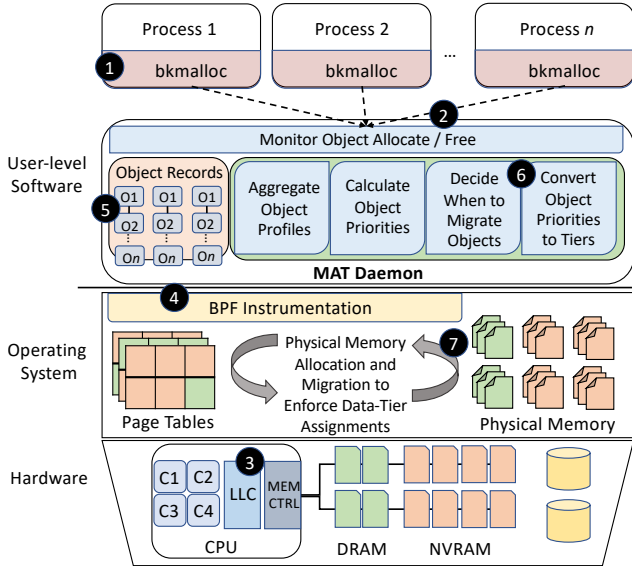 Process 1
Process 2
Process n
...
bkmalloc
bkmalloc
bkmalloc
1
2
Monitor Object Allocate / Free
User-level
Software
Object Records
5
O1
O1
O1
O2
O2
O2
On
On
On
Aggregate
Object
Profiles
Calculate
Object
Priorities
Decide
When to
Migrate
Objects
6
Convert
Object
Priorities
to Tiers
MAT Daemon
4
BPF Instrumentation
Operating
System
Page Tables
Physical Memory
Allocation and
Migration to
Enforce Data-Tier
Assignments
7
Physical Memory
Hardware
C1
C2
C3
C4
3
LLC
MEM
CTRL
CPU
DRAM
NVRAM